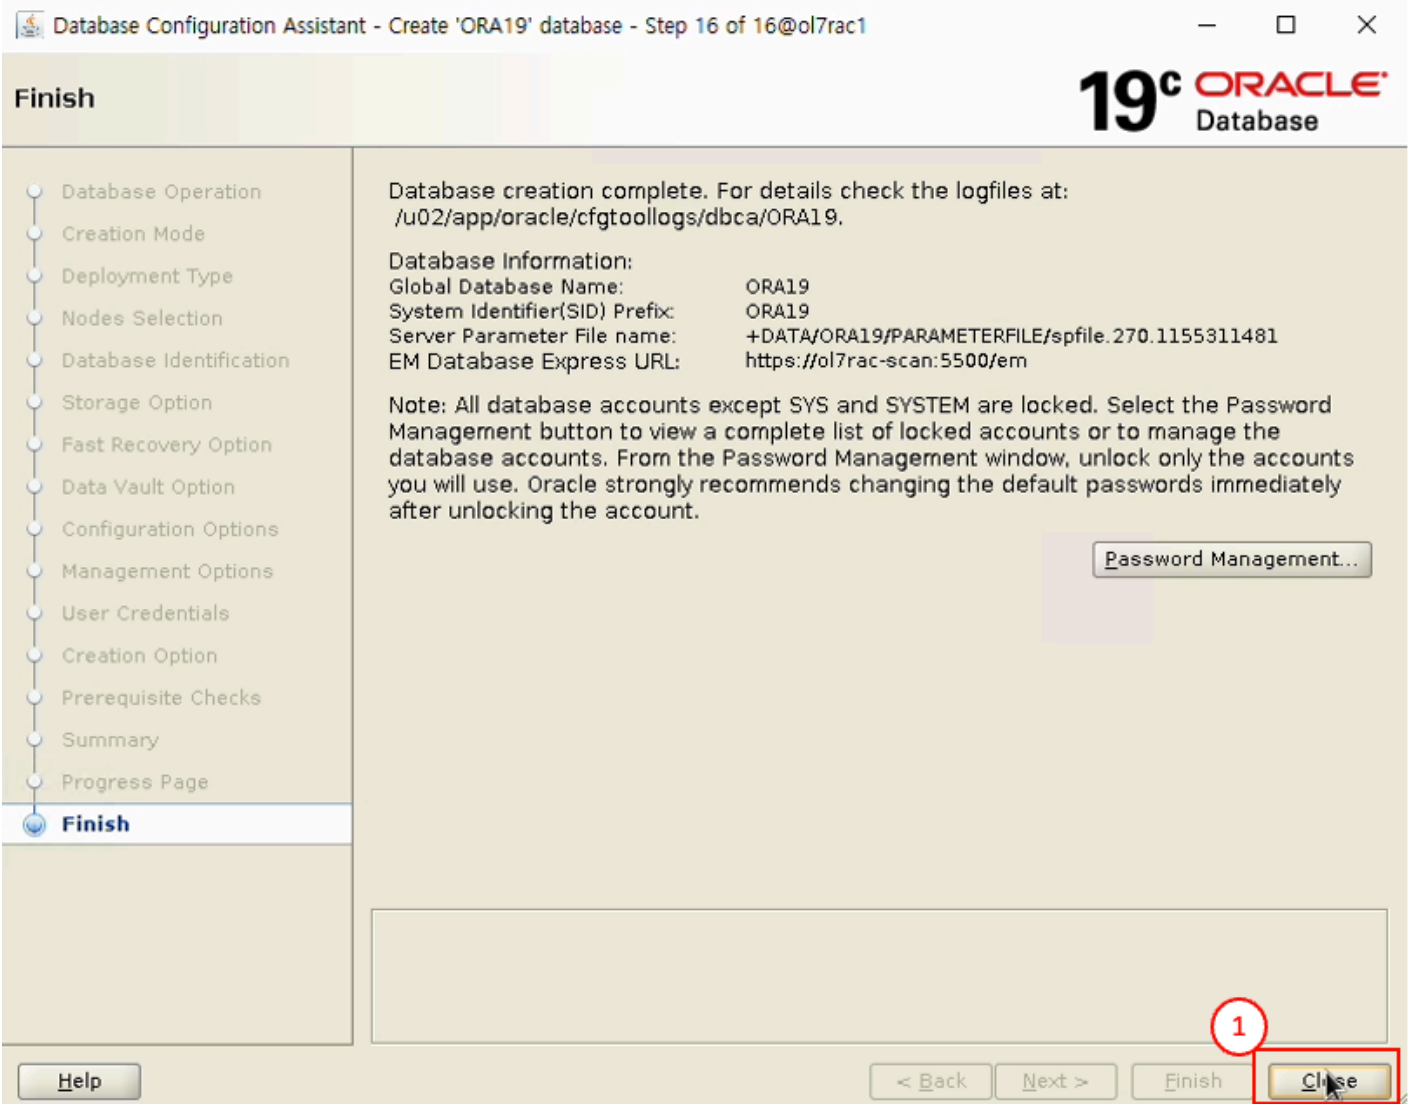 Database Configuration Assistant - Create 'ORA19' database - Step 16 of 16@ol7rac1
Finish
19c ORACLE
Database
Database Operation
Creation Mode
Deployment Type
Nodes Selection
Database Identification
Storage Option
Fast Recovery Option
Data Vault Option
Configuration Options
Management Options
User Credentials
Creation Option
Prerequisite Checks
Summary
Progress Page
Finish
Database creation complete. For details check the logfiles at:
/u02/app/oracle/cfgtoollogs/dbca/ORA19.
Database Information:
Global Database Name: ORA19
System Identifier(SID) Prefix: ORA19
Server Parameter File name: +DATA/ORA19/PARAMETERFILE/spfile.270.1155311481
EM Database Express URL: https://ol7rac-scan:5500/em
Note: All database accounts except SYS and SYSTEM are locked. Select the Password
Management button to view a complete list of locked accounts or to manage the
database accounts. From the Password Management window, unlock only the accounts
you will use. Oracle strongly recommends changing the default passwords immediately
after unlocking the account.
Password Management...
1
Help
< Back
Next >
Finish
Close